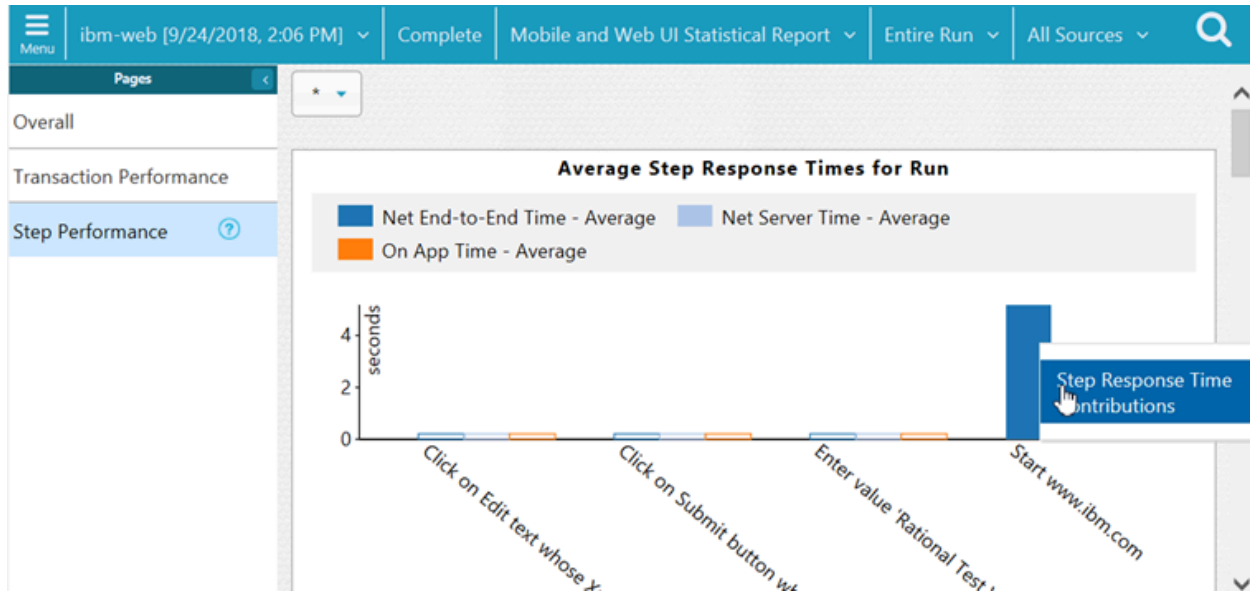 Menu
ibm-web [9/24/2018, 2:06 PM]
Complete
Mobile and Web UI Statistical Report
Entire Run
All Sources
Pages
Overall
Transaction Performance
Step Performance ?
*
Average Step Response Times for Run
Net End-to-End Time - Average
Net Server Time - Average
On App Time - Average
seconds
4
2
0
Click on Edit text whose
Click on Submit button
Enter value 'Rational Test
Start www.ibm.com
Step Response Time
Contributions